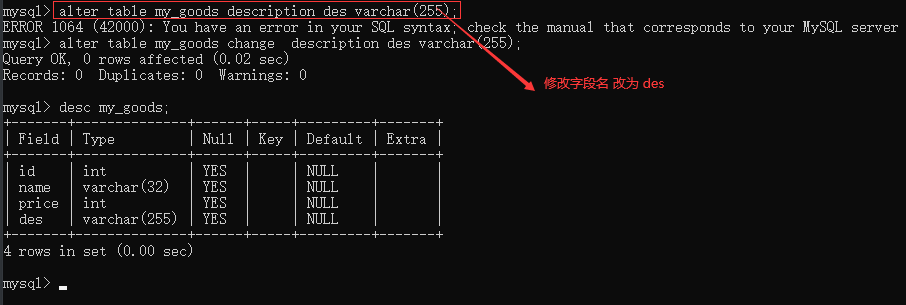 mysql> alter table my_goods description des varchar(255);
ERROR 1064 (42000): You have an error in your SQL syntax; check the manual that corresponds to your MySQL server
mysql> alter table my_goods change  description des varchar(255);
Query OK, 0 rows affected (0.02 sec)
Records: 0  Duplicates: 0  Warnings: 0
修改字段名 改为 des
mysql> desc my_goods;
+-------+--------------+------+-----+---------+-------+
| Field | Type         | Null | Key | Default | Extra |
+-------+--------------+------+-----+---------+-------+
| id    | int          | YES  |     | NULL    |       |
| name  | varchar(32)  | YES  |     | NULL    |       |
| price | int          | YES  |     | NULL    |       |
| des   | varchar(255) | YES  |     | NULL    |       |
+-------+--------------+------+-----+---------+-------+
4 rows in set (0.00 sec)
mysql>